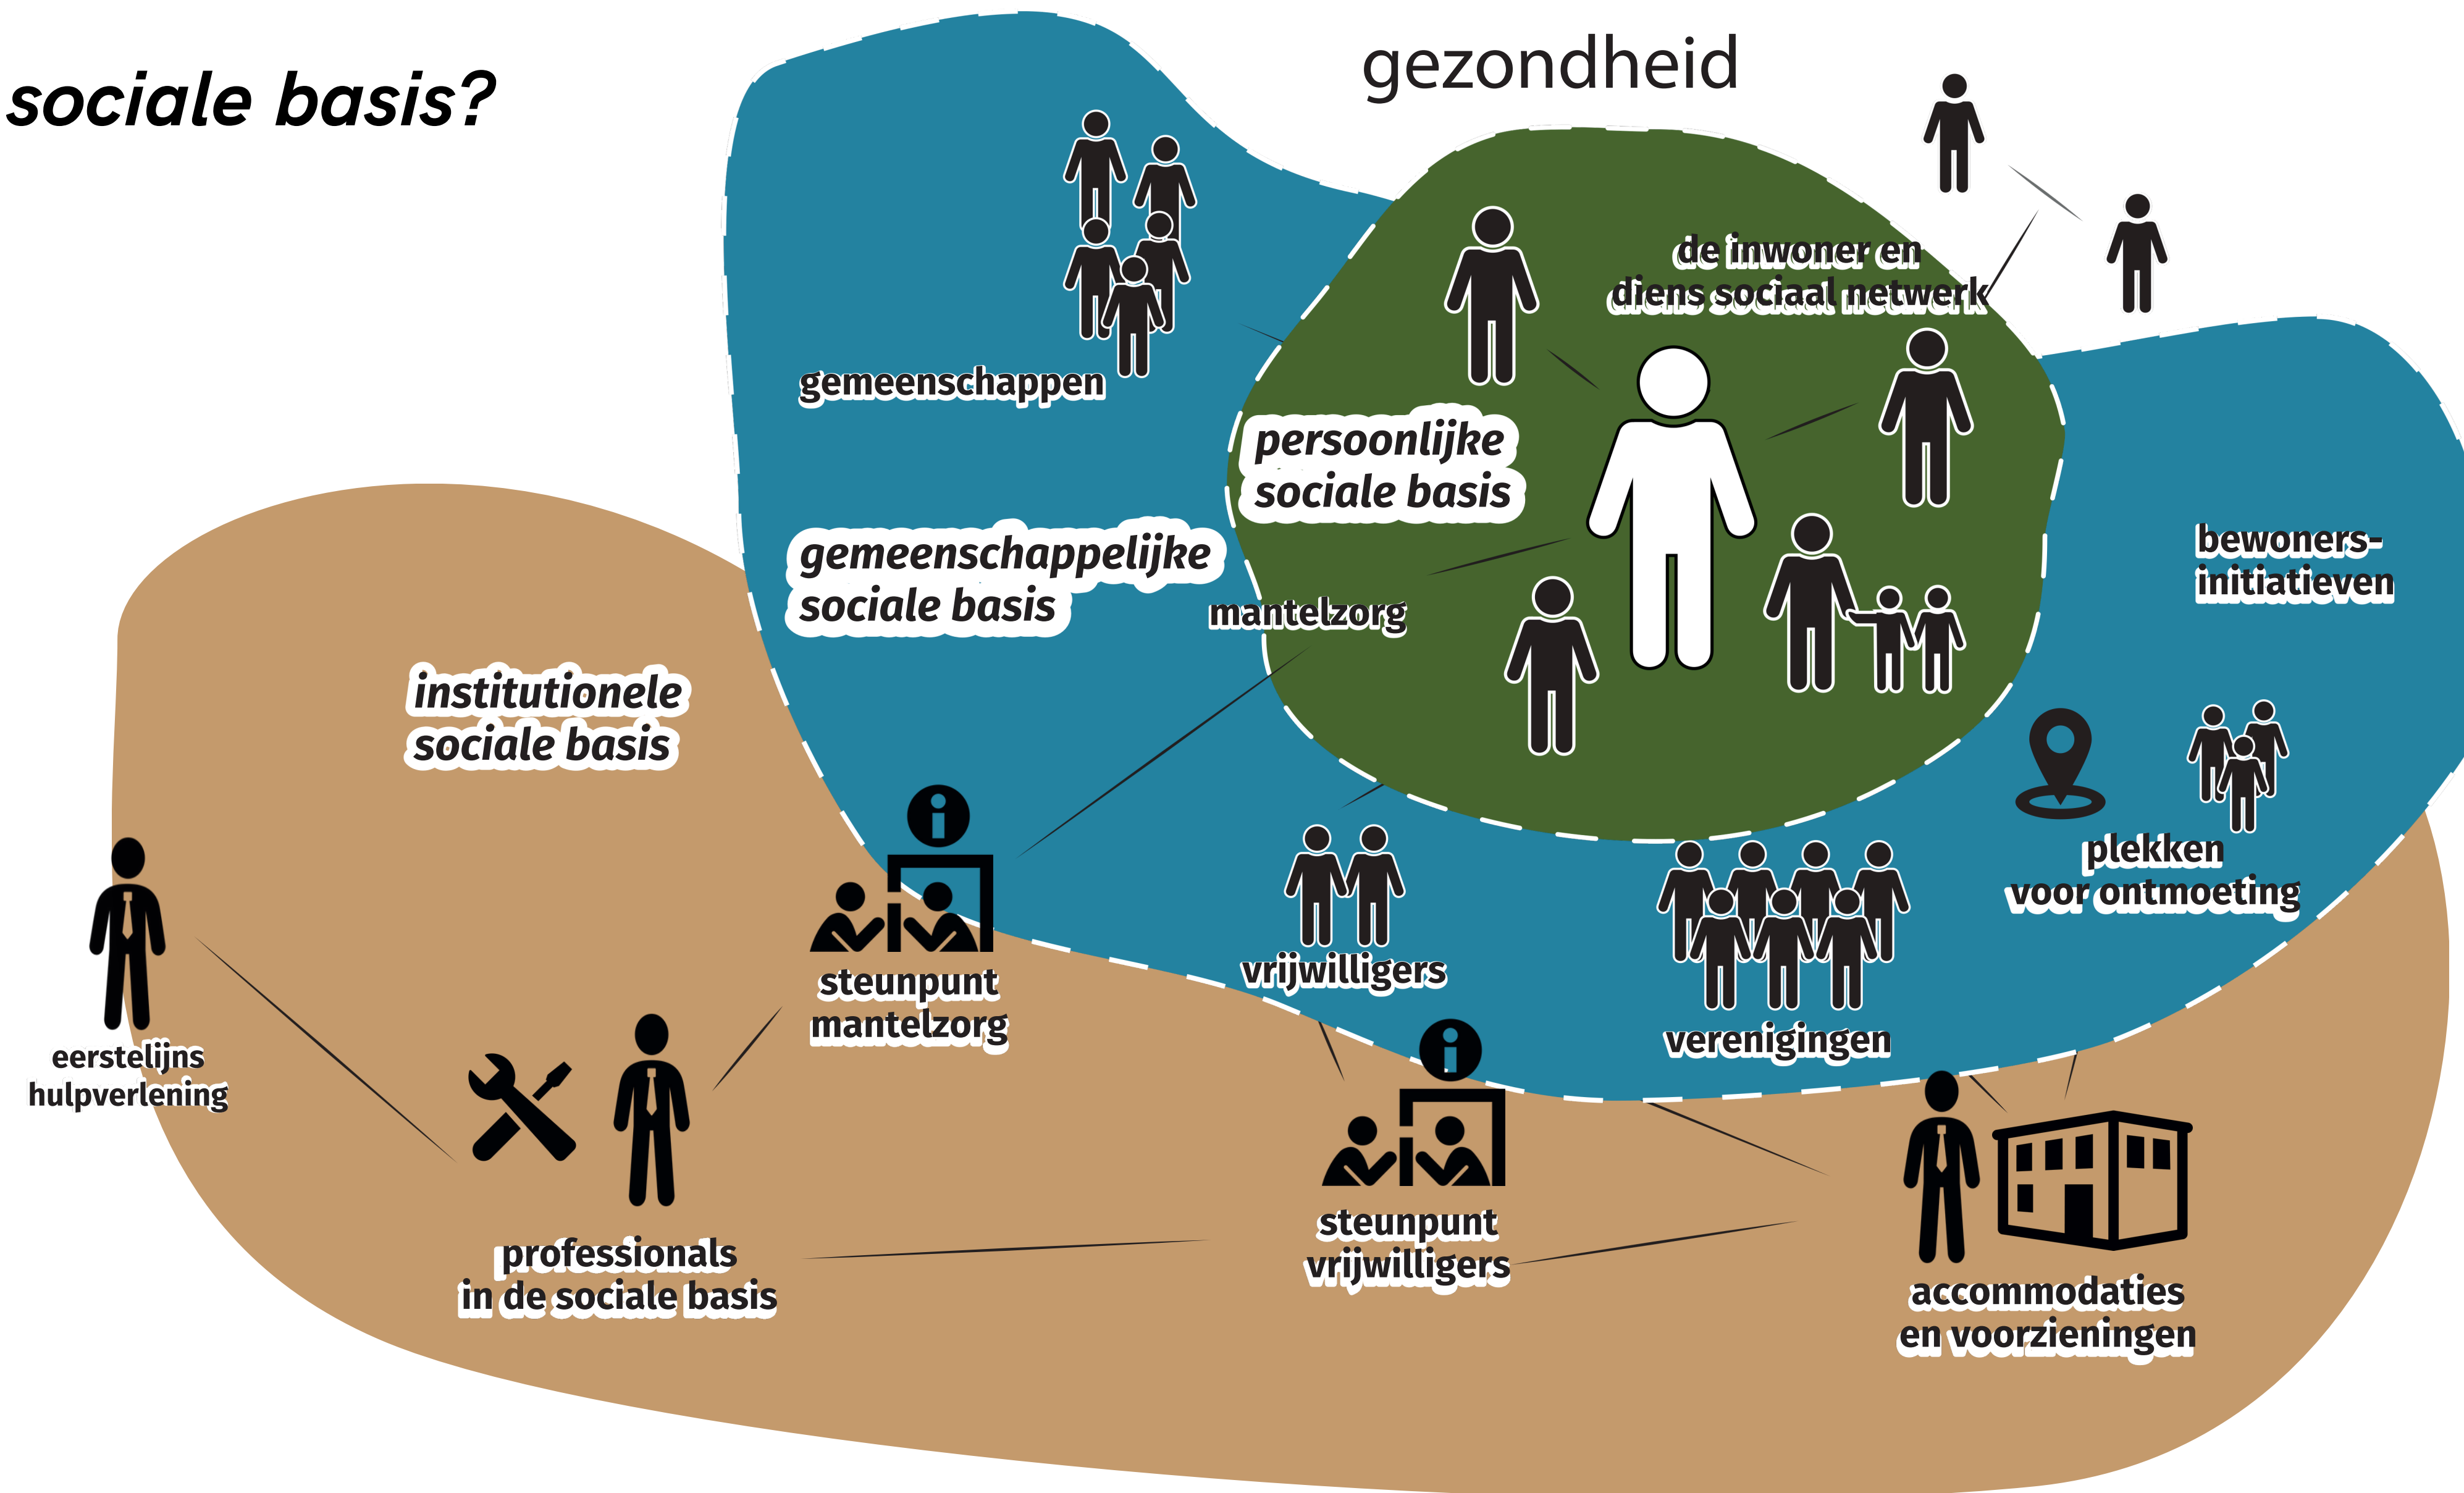 sociale basis?
gezondheid
de inwoner en
diens sociaal netwerk
gemeenschappen
persoonlijke
sociale basis
gemeenschappelijke
sociale basis
mantelzorg
bewoners-
initiatieven
institutionele
sociale basis
plekken
voor ontmoeting
vrijwilligers
verenigingen
steunpunt
mantelzorg
eerstelijns
hulpverlening
professionals
in de sociale basis
steunpunt
vrijwilligers
accommodaties
en voorzieningen